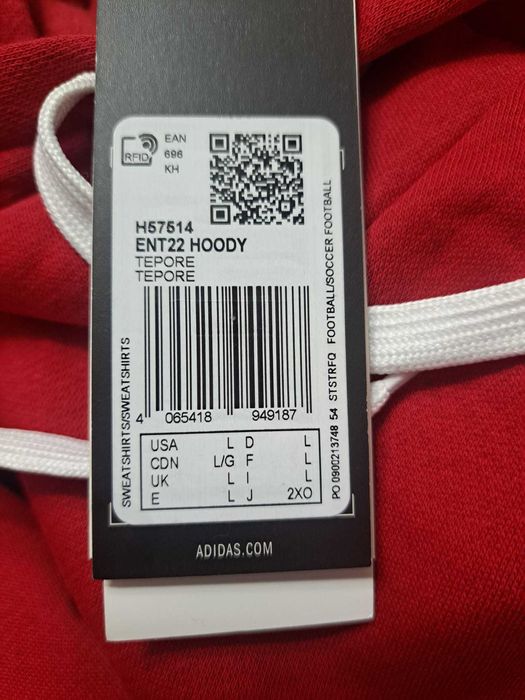 RFID
EAN
696
KH
H57514
ENT22 HOODY
TEPORE
TEPORE
SWEATSHIRTS/SWEATSHIRTS
PO 0900213748 54 STSTRFQ FOOTBALL/SOCCER FOOTBALL
4 065418 949187
USA L D L
CDN L/G F L
UK L I L
E L J 2XO
ADIDAS.COM